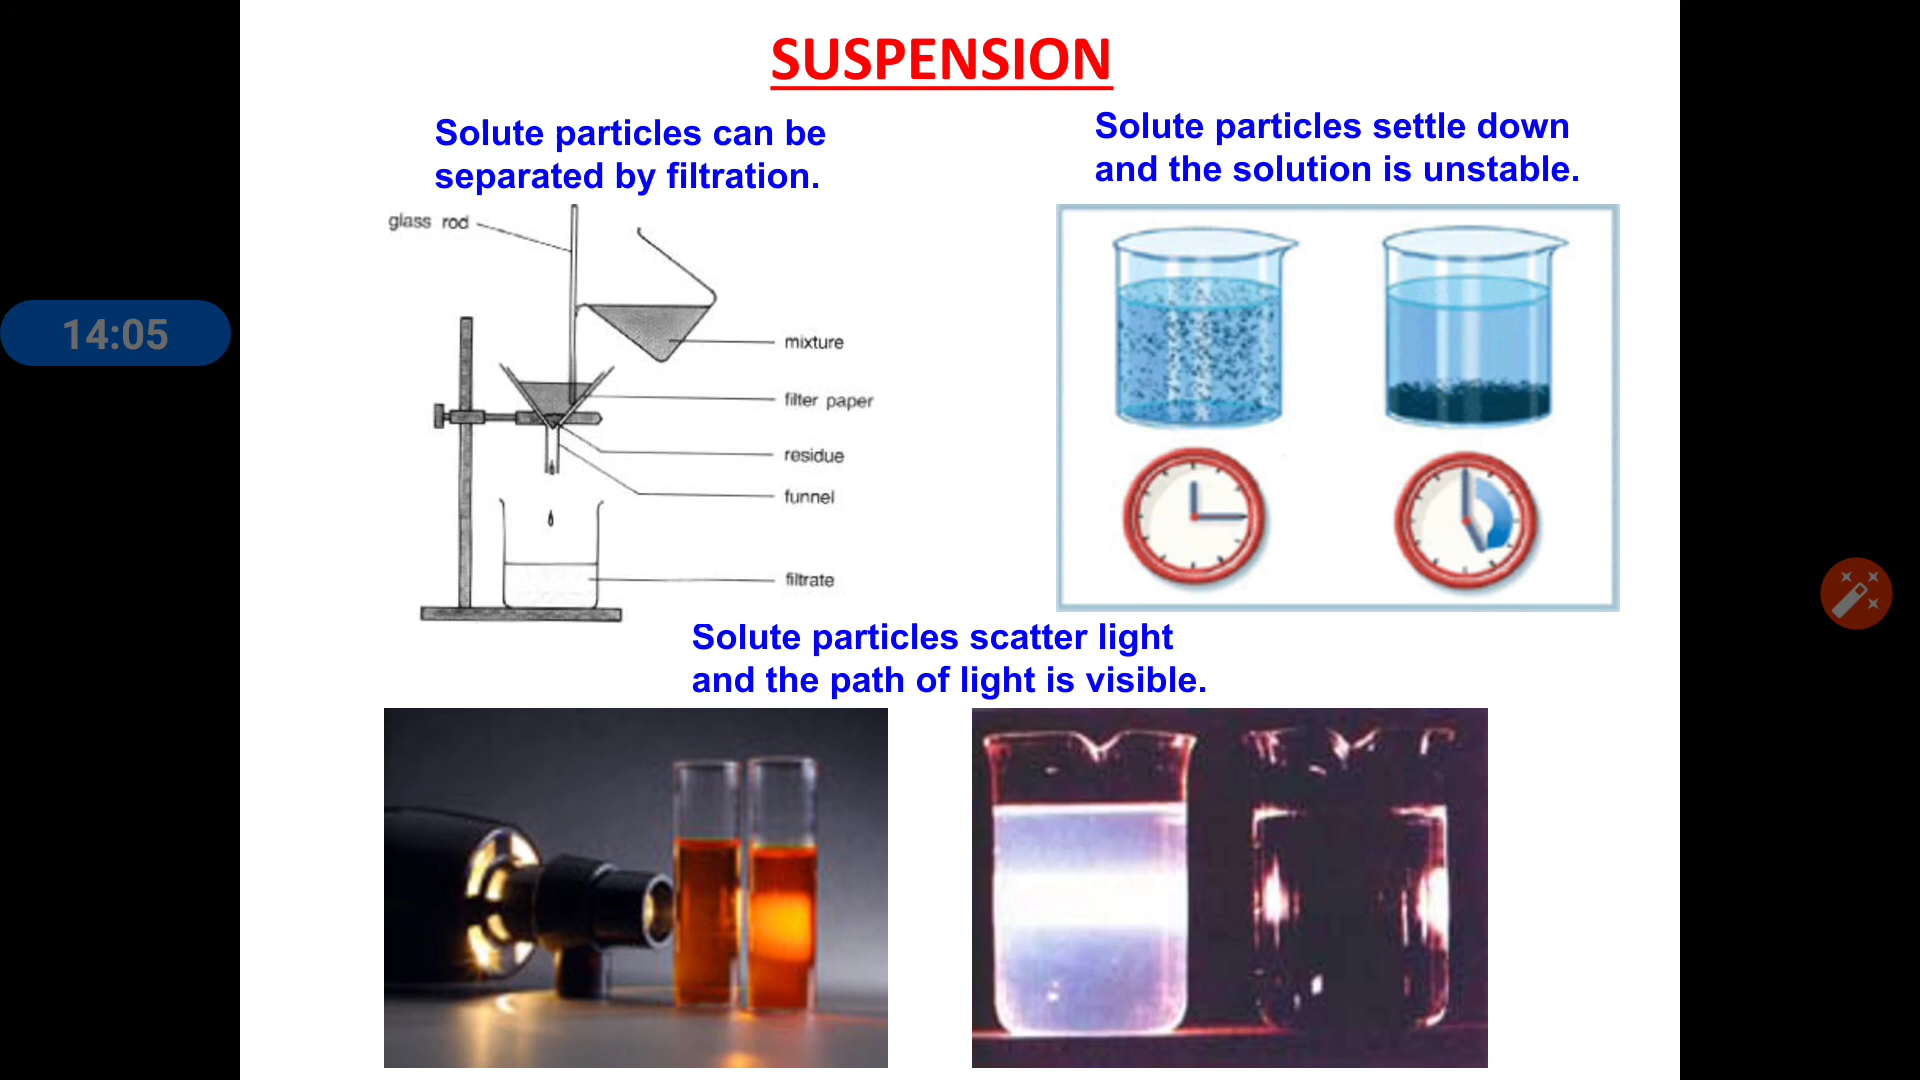 SUSPENSION
Solute particles can be
separated by filtration.
Solute particles settle down
and the solution is unstable.
glass rod
mixture
filter paper
residue
funnel
filtrate
14:05
Solute particles scatter light
and the path of light is visible.